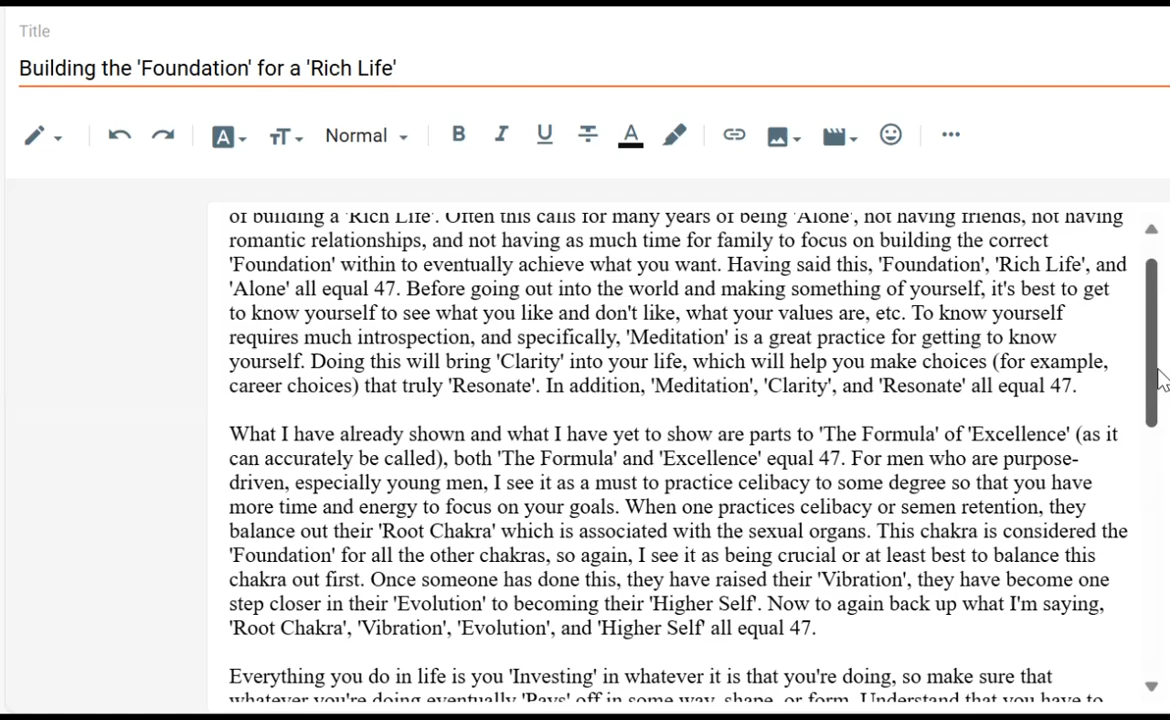 Title
Building the 'Foundation' for a 'Rich Life'
Normal
B I U A
of building a 'Rich Life'. Often this calls for many years of being 'Alone', not having friends, not having
romantic relationships, and not having as much time for family to focus on building the correct
'Foundation' within to eventually achieve what you want. Having said this, 'Foundation', 'Rich Life', and
'Alone' all equal 47. Before going out into the world and making something of yourself, it's best to get
to know yourself to see what you like and don't like, what your values are, etc. To know yourself
requires much introspection, and specifically, 'Meditation' is a great practice for getting to know
yourself. Doing this will bring 'Clarity' into your life, which will help you make choices (for example,
career choices) that truly 'Resonate'. In addition, 'Meditation', 'Clarity', and 'Resonate' all equal 47.
What I have already shown and what I have yet to show are parts to 'The Formula' of 'Excellence' (as it
can accurately be called), both 'The Formula' and 'Excellence' equal 47. For men who are purpose-
driven, especially young men, I see it as a must to practice celibacy to some degree so that you have
more time and energy to focus on your goals. When one practices celibacy or semen retention, they
balance out their 'Root Chakra' which is associated with the sexual organs. This chakra is considered the
'Foundation' for all the other chakras, so again, I see it as being crucial or at least best to balance this
chakra out first. Once someone has done this, they have raised their 'Vibration', they have become one
step closer in their 'Evolution' to becoming their 'Higher Self'. Now to again back up what I'm saying,
'Root Chakra', 'Vibration', 'Evolution', and 'Higher Self' all equal 47.
Everything you do in life is you 'Investing' in whatever it is that you're doing, so make sure that
whatever you're doing eventually 'Pays' off in some way, shape, or form. Understand that you have to